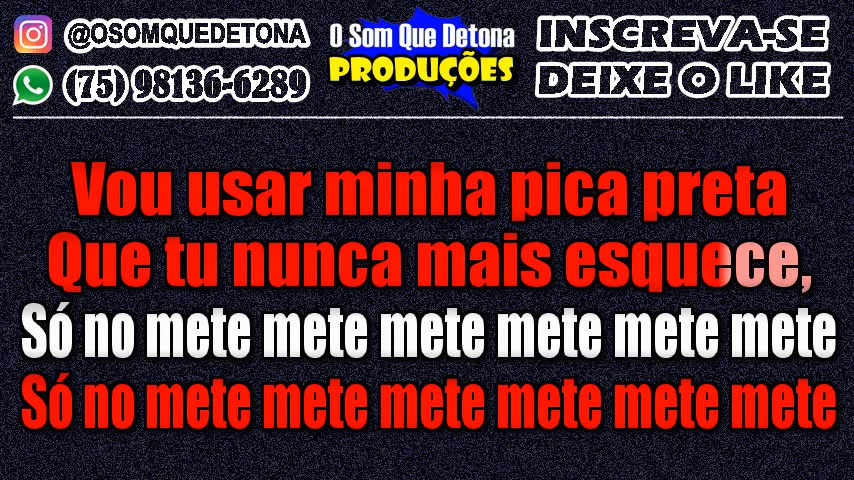 @OSOMQUEDETONA
(75) 98136-6289
O Som Que Detona
PRODUÇÕES
INSCREVA-SE
DEIXE O LIKE
Vou usar minha pica preta
Que tu nunca mais esquece,
Só no mete mete mete mete mete mete
Só no mete mete mete mete mete mete